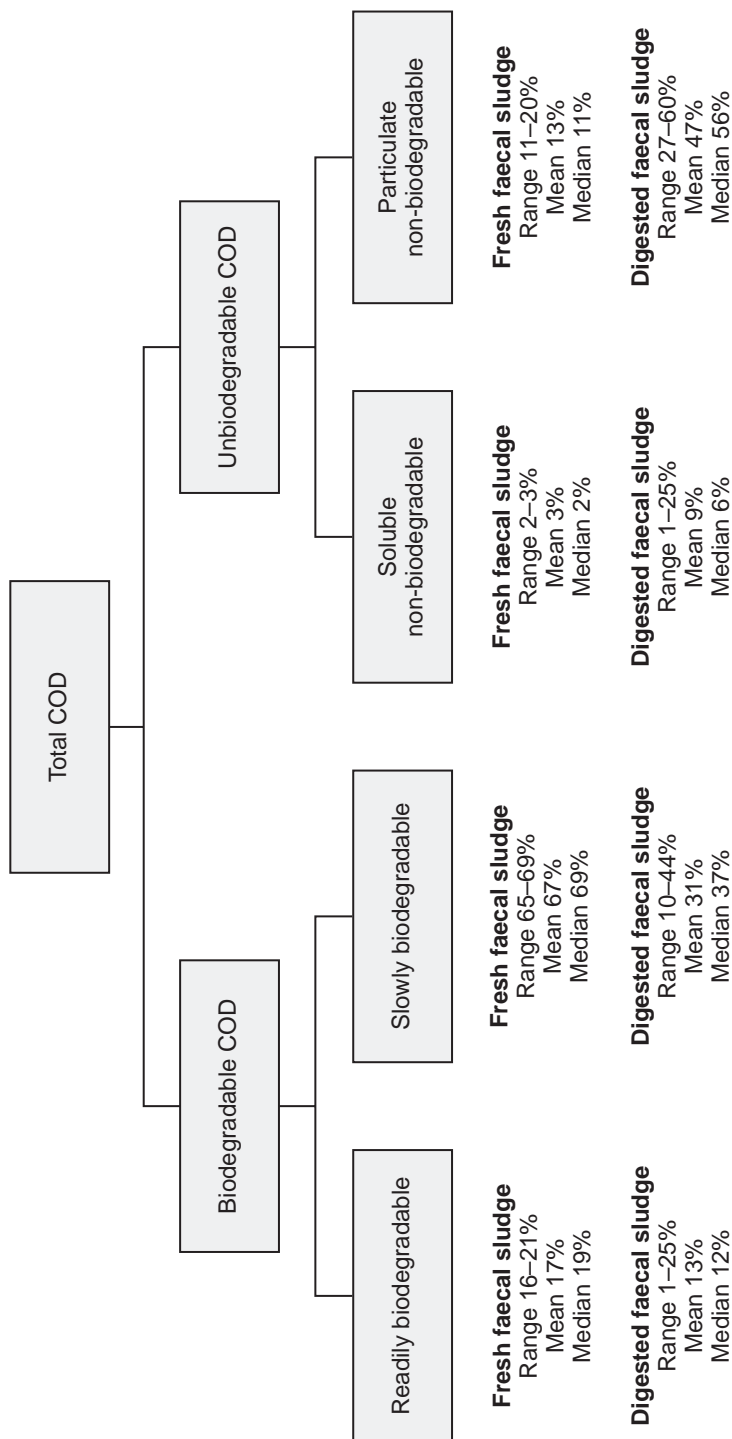 Total COD
Biodegradable COD
Unbiodegradable COD
Readily biodegradable
Slowly biodegradable
Soluble
non-biodegradable
Particulate
non-biodegradable
Fresh faecal sludge
Range 16–21%
Mean 17%
Median 19%
Digested faecal sludge
Range 1–25%
Mean 13%
Median 12%
Fresh faecal sludge
Range 65–69%
Mean 67%
Median 69%
Digested faecal sludge
Range 10–44%
Mean 31%
Median 37%
Fresh faecal sludge
Range 2–3%
Mean 3%
Median 2%
Digested faecal sludge
Range 1–25%
Mean 9%
Median 6%
Fresh faecal sludge
Range 11–20%
Mean 13%
Median 11%
Digested faecal sludge
Range 27–60%
Mean 47%
Median 56%